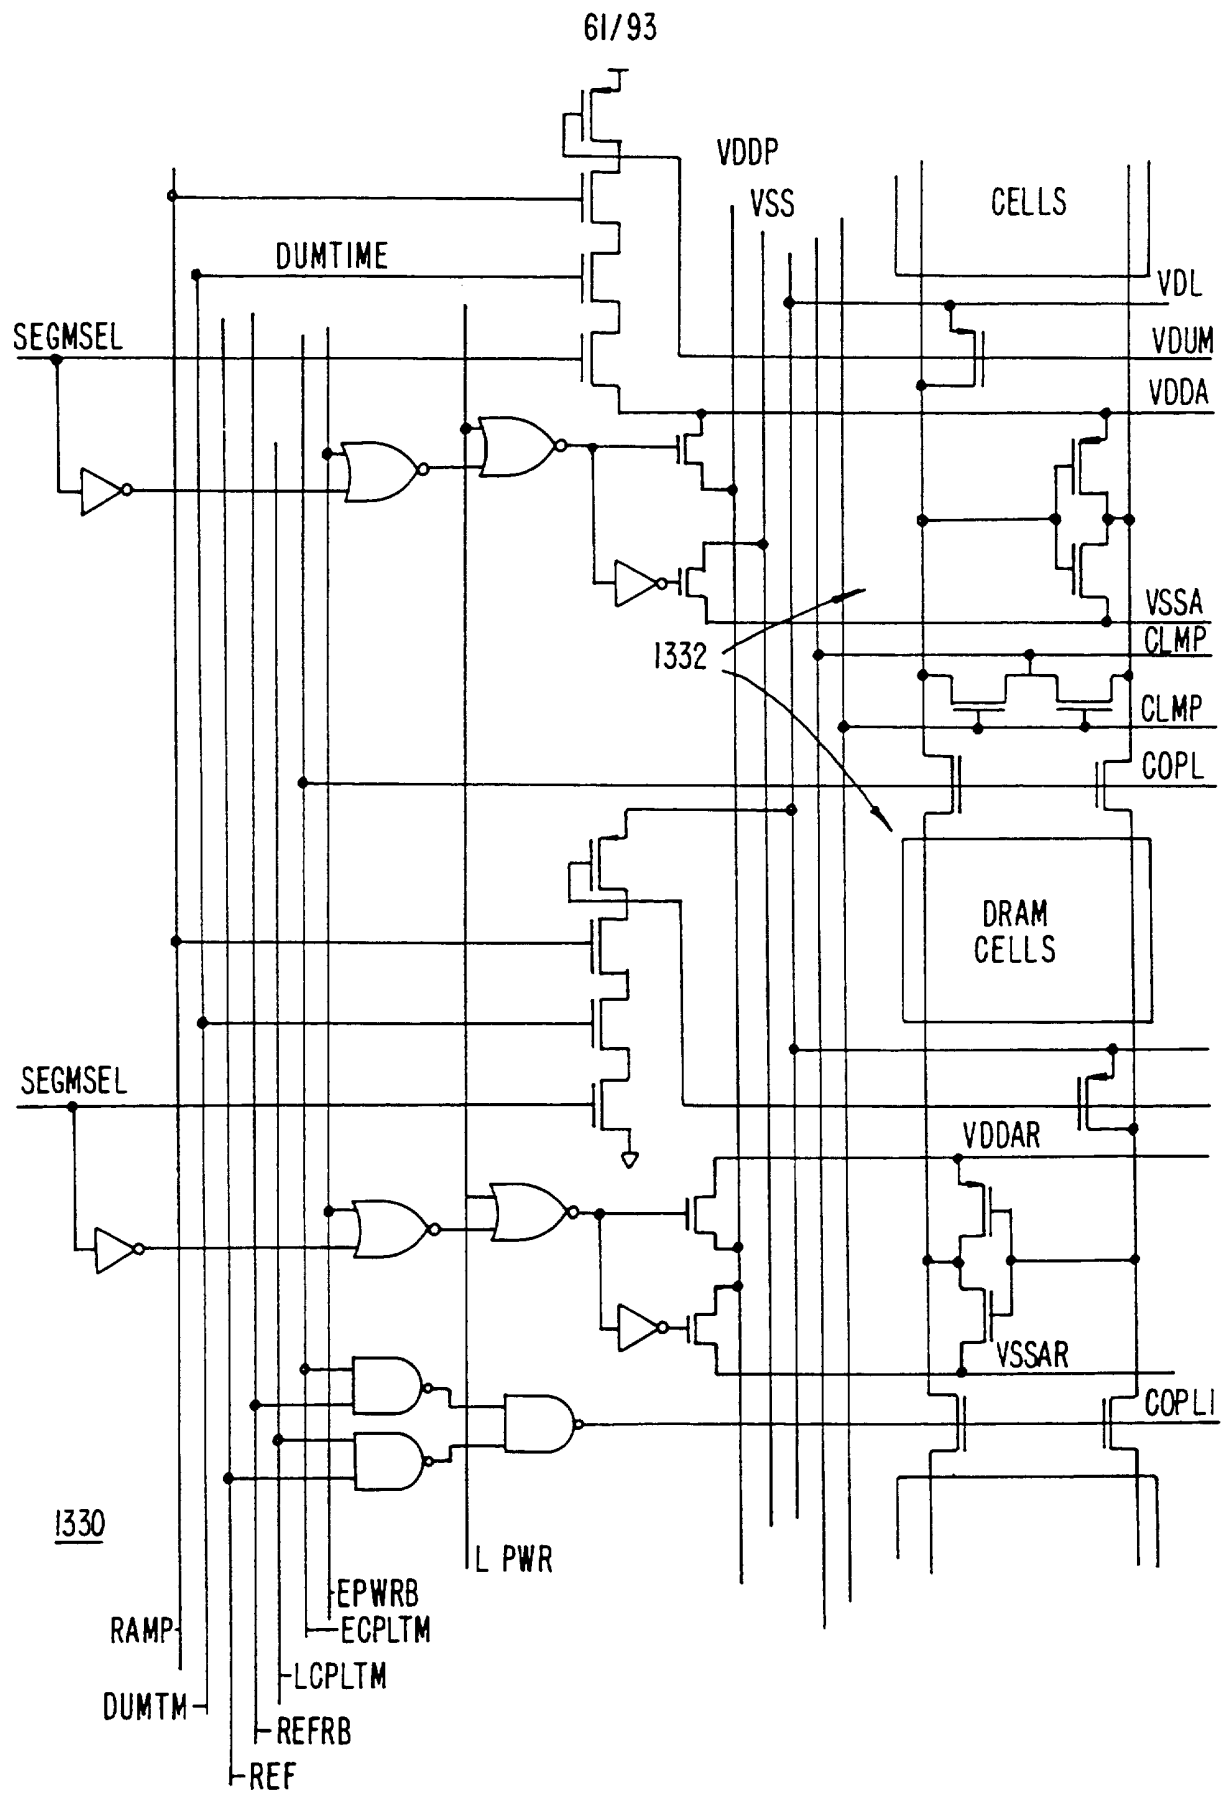 61/93
VDDP
VSS
CELLS
DUMTIME
VDL
SEGMSEL
VDUM
VDDA
VSSA
1332
CLMP
CLMP
COPL
DRAM
CELLS
SEGMSEL
VDDAR
VSSAR
COPLI
1330
L PWR
EPWRB
RAMP
ECPLTM
LCPLTM
DUMTM
REFRB
REF